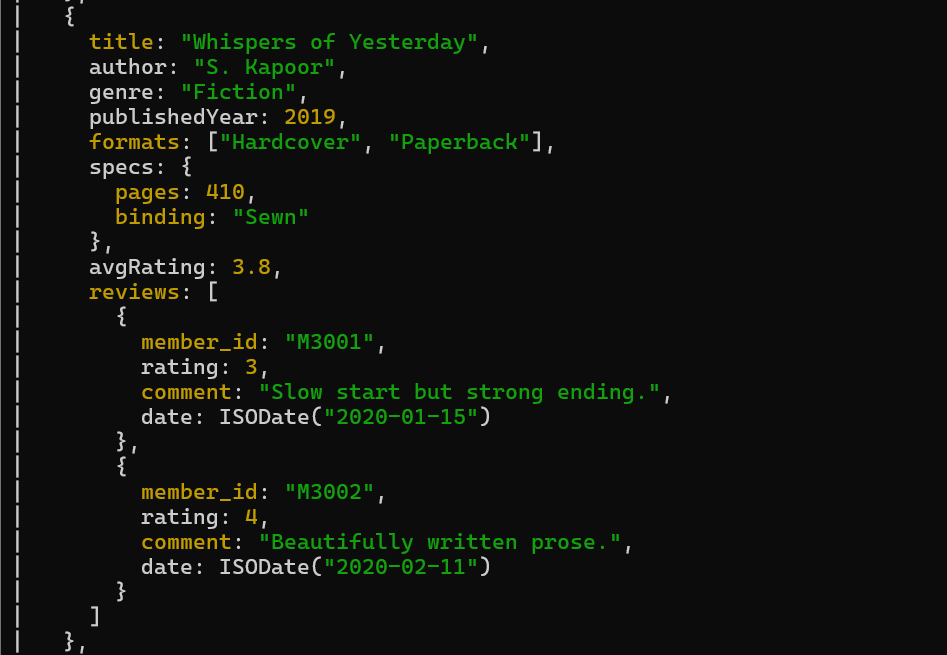 |   {
|     title: "Whispers of Yesterday",
|     author: "S. Kapoor",
|     genre: "Fiction",
|     publishedYear: 2019,
|     formats: ["Hardcover", "Paperback"],
|     specs: {
|       pages: 410,
|       binding: "Sewn"
|     },
|     avgRating: 3.8,
|     reviews: [
|       {
|         member_id: "M3001",
|         rating: 3,
|         comment: "Slow start but strong ending.",
|         date: ISODate("2020-01-15")
|       },
|       {
|         member_id: "M3002",
|         rating: 4,
|         comment: "Beautifully written prose.",
|         date: ISODate("2020-02-11")
|       }
|     ]
|   },